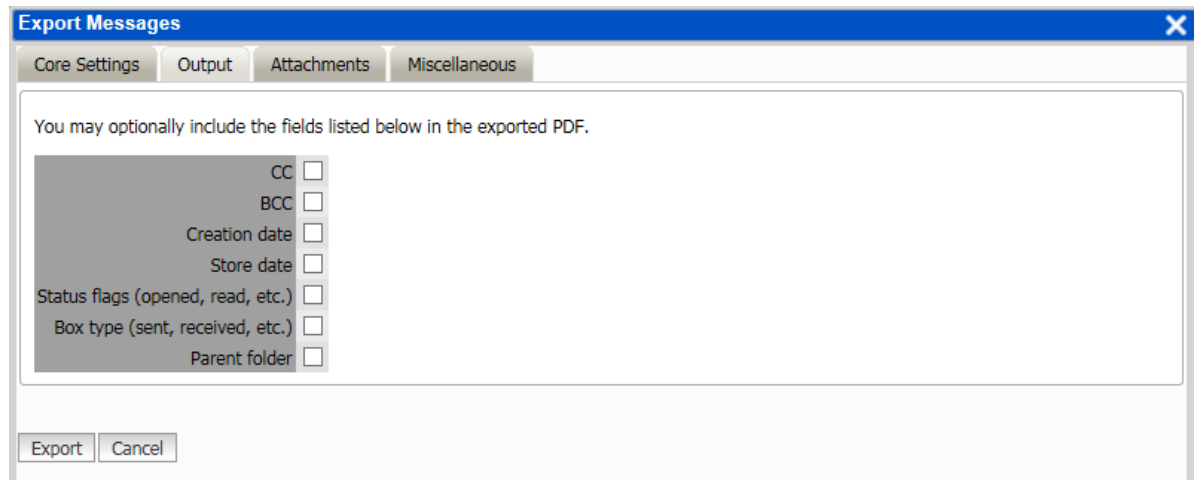 Export Messages
Core Settings Output Attachments Miscellaneous
You may optionally include the fields listed below in the exported PDF.
CC
BCC
Creation date
Store date
Status flags (opened, read, etc.)
Box type (sent, received, etc.)
Parent folder
Export Cancel